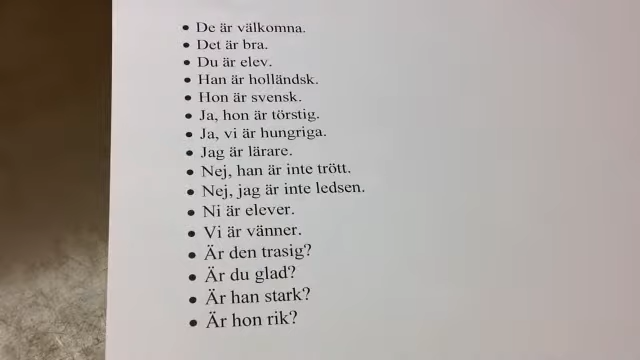 • De är välkomna.
• Det är bra.
• Du är elev.
• Han är holländsk.
• Hon är svensk.
• Ja, hon är törstig.
• Ja, vi är hungriga.
• Jag är lärare.
• Nej, han är inte trött.
• Nej, jag är inte ledsen.
• Ni är elever.
• Vi är vänner.
• Är den trasig?
• Är du glad?
• Är han stark?
• Är hon rik?